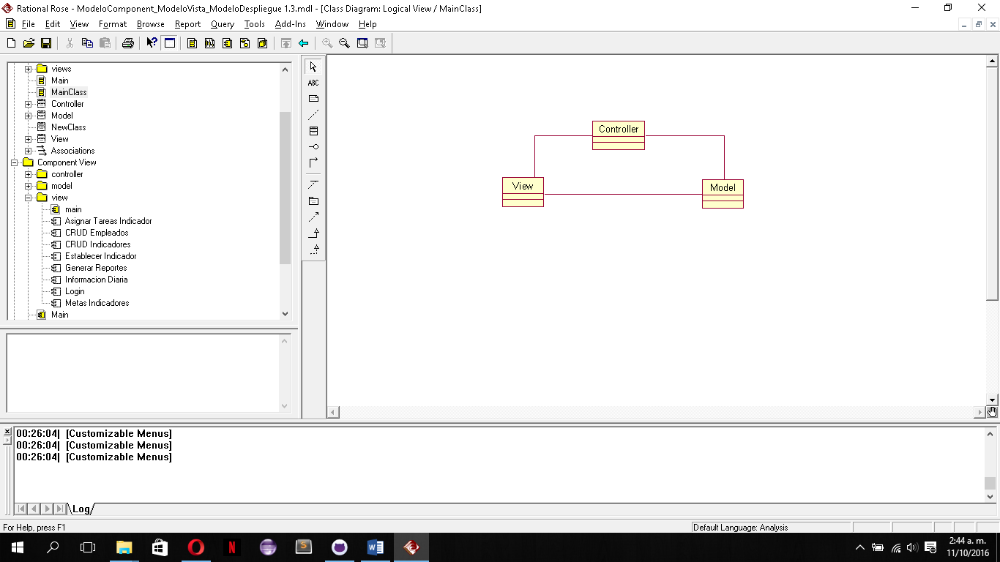 Rational Rose - ModeloComponent_ModeloVista_ModeloDespliegue 1.3.mdl - [Class Diagram: Logical View / MainClass]
File Edit View Format Browse Report Query Tools Add-Ins Window Help
views
Main
MainClass
Controller
Model
NewClass
View
Associations
Component View
controller
model
view
main
Asignar Tareas Indicador
CRUD Empleados
CRUD Indicadores
Establecer Indicador
Generar Reportes
Informacion Diaria
Login
Metas Indicadores
Main
ABC
Controller
View
Model
00:26:04| [Customizable Menus]
00:26:04| [Customizable Menus]
00:26:04| [Customizable Menus]
Log
For Help, press F1
Default Language: Analysis
N
S
W
2:44 a. m.
11/10/2016